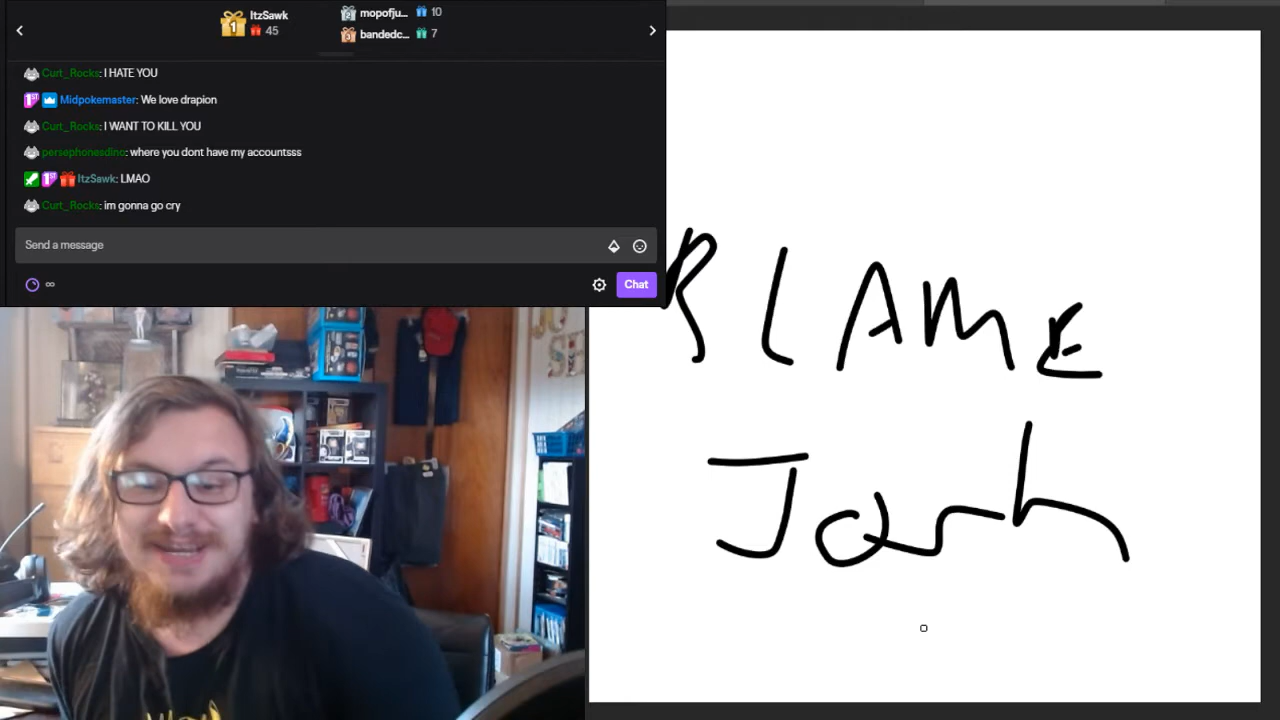 ItzSawk
45
mopofju... 10
bandedc... 7
Curt_Rocks: I HATE YOU
Midpokemaster: We love drapion
Curt_Rocks: I WANT TO KILL YOU
persephonesdino: where you dont have my accountsss
ItzSawk: LMAO
Curt_Rocks: im gonna go cry
Send a message
Chat
BLAME
Josh